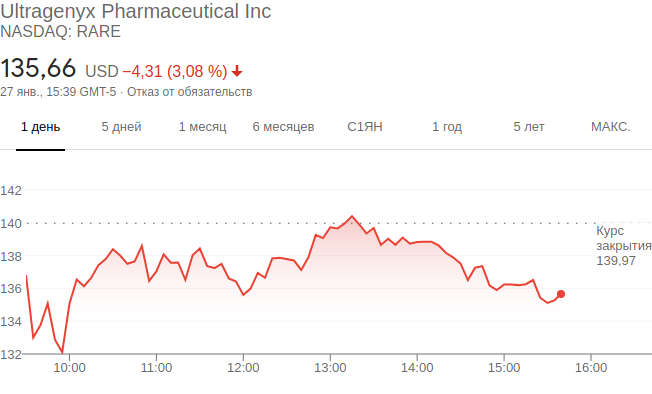 Ultragenyx Pharmaceutical Inc
NASDAQ: RARE
135,66 USD −4,31 (3,08 %)
27 янв., 15:39 GMT-5 · Отказ от обязательств
1 день 5 дней 1 месяц 6 месяцев С1ЯН 1 год 5 лет МАКС.
142
140
Курс
закрытия
139,97
138
136
134
132
10:00 11:00 12:00 13:00 14:00 15:00 16:00